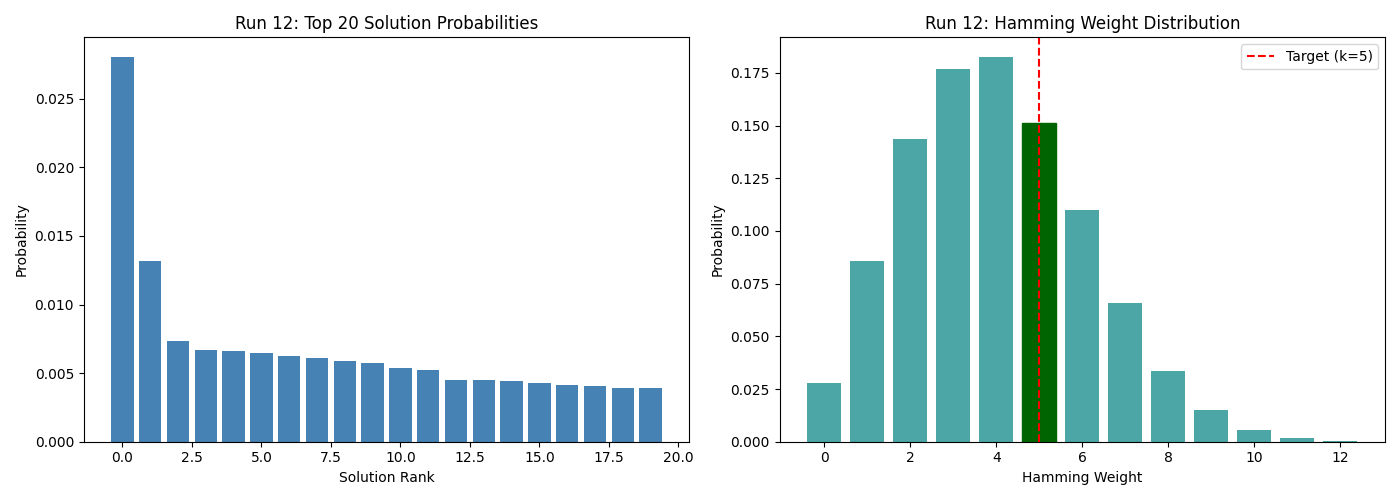 Run 12: Top 20 Solution Probabilities
Probability
0.025
0.020
0.015
0.010
0.005
0.000
0.0 2.5 5.0 7.5 10.0 12.5 15.0 17.5 20.0
Solution Rank
Run 12: Hamming Weight Distribution
Target (k=5)
Probability
0.175
0.150
0.125
0.100
0.075
0.050
0.025
0.000
0 2 4 6 8 10 12
Hamming Weight